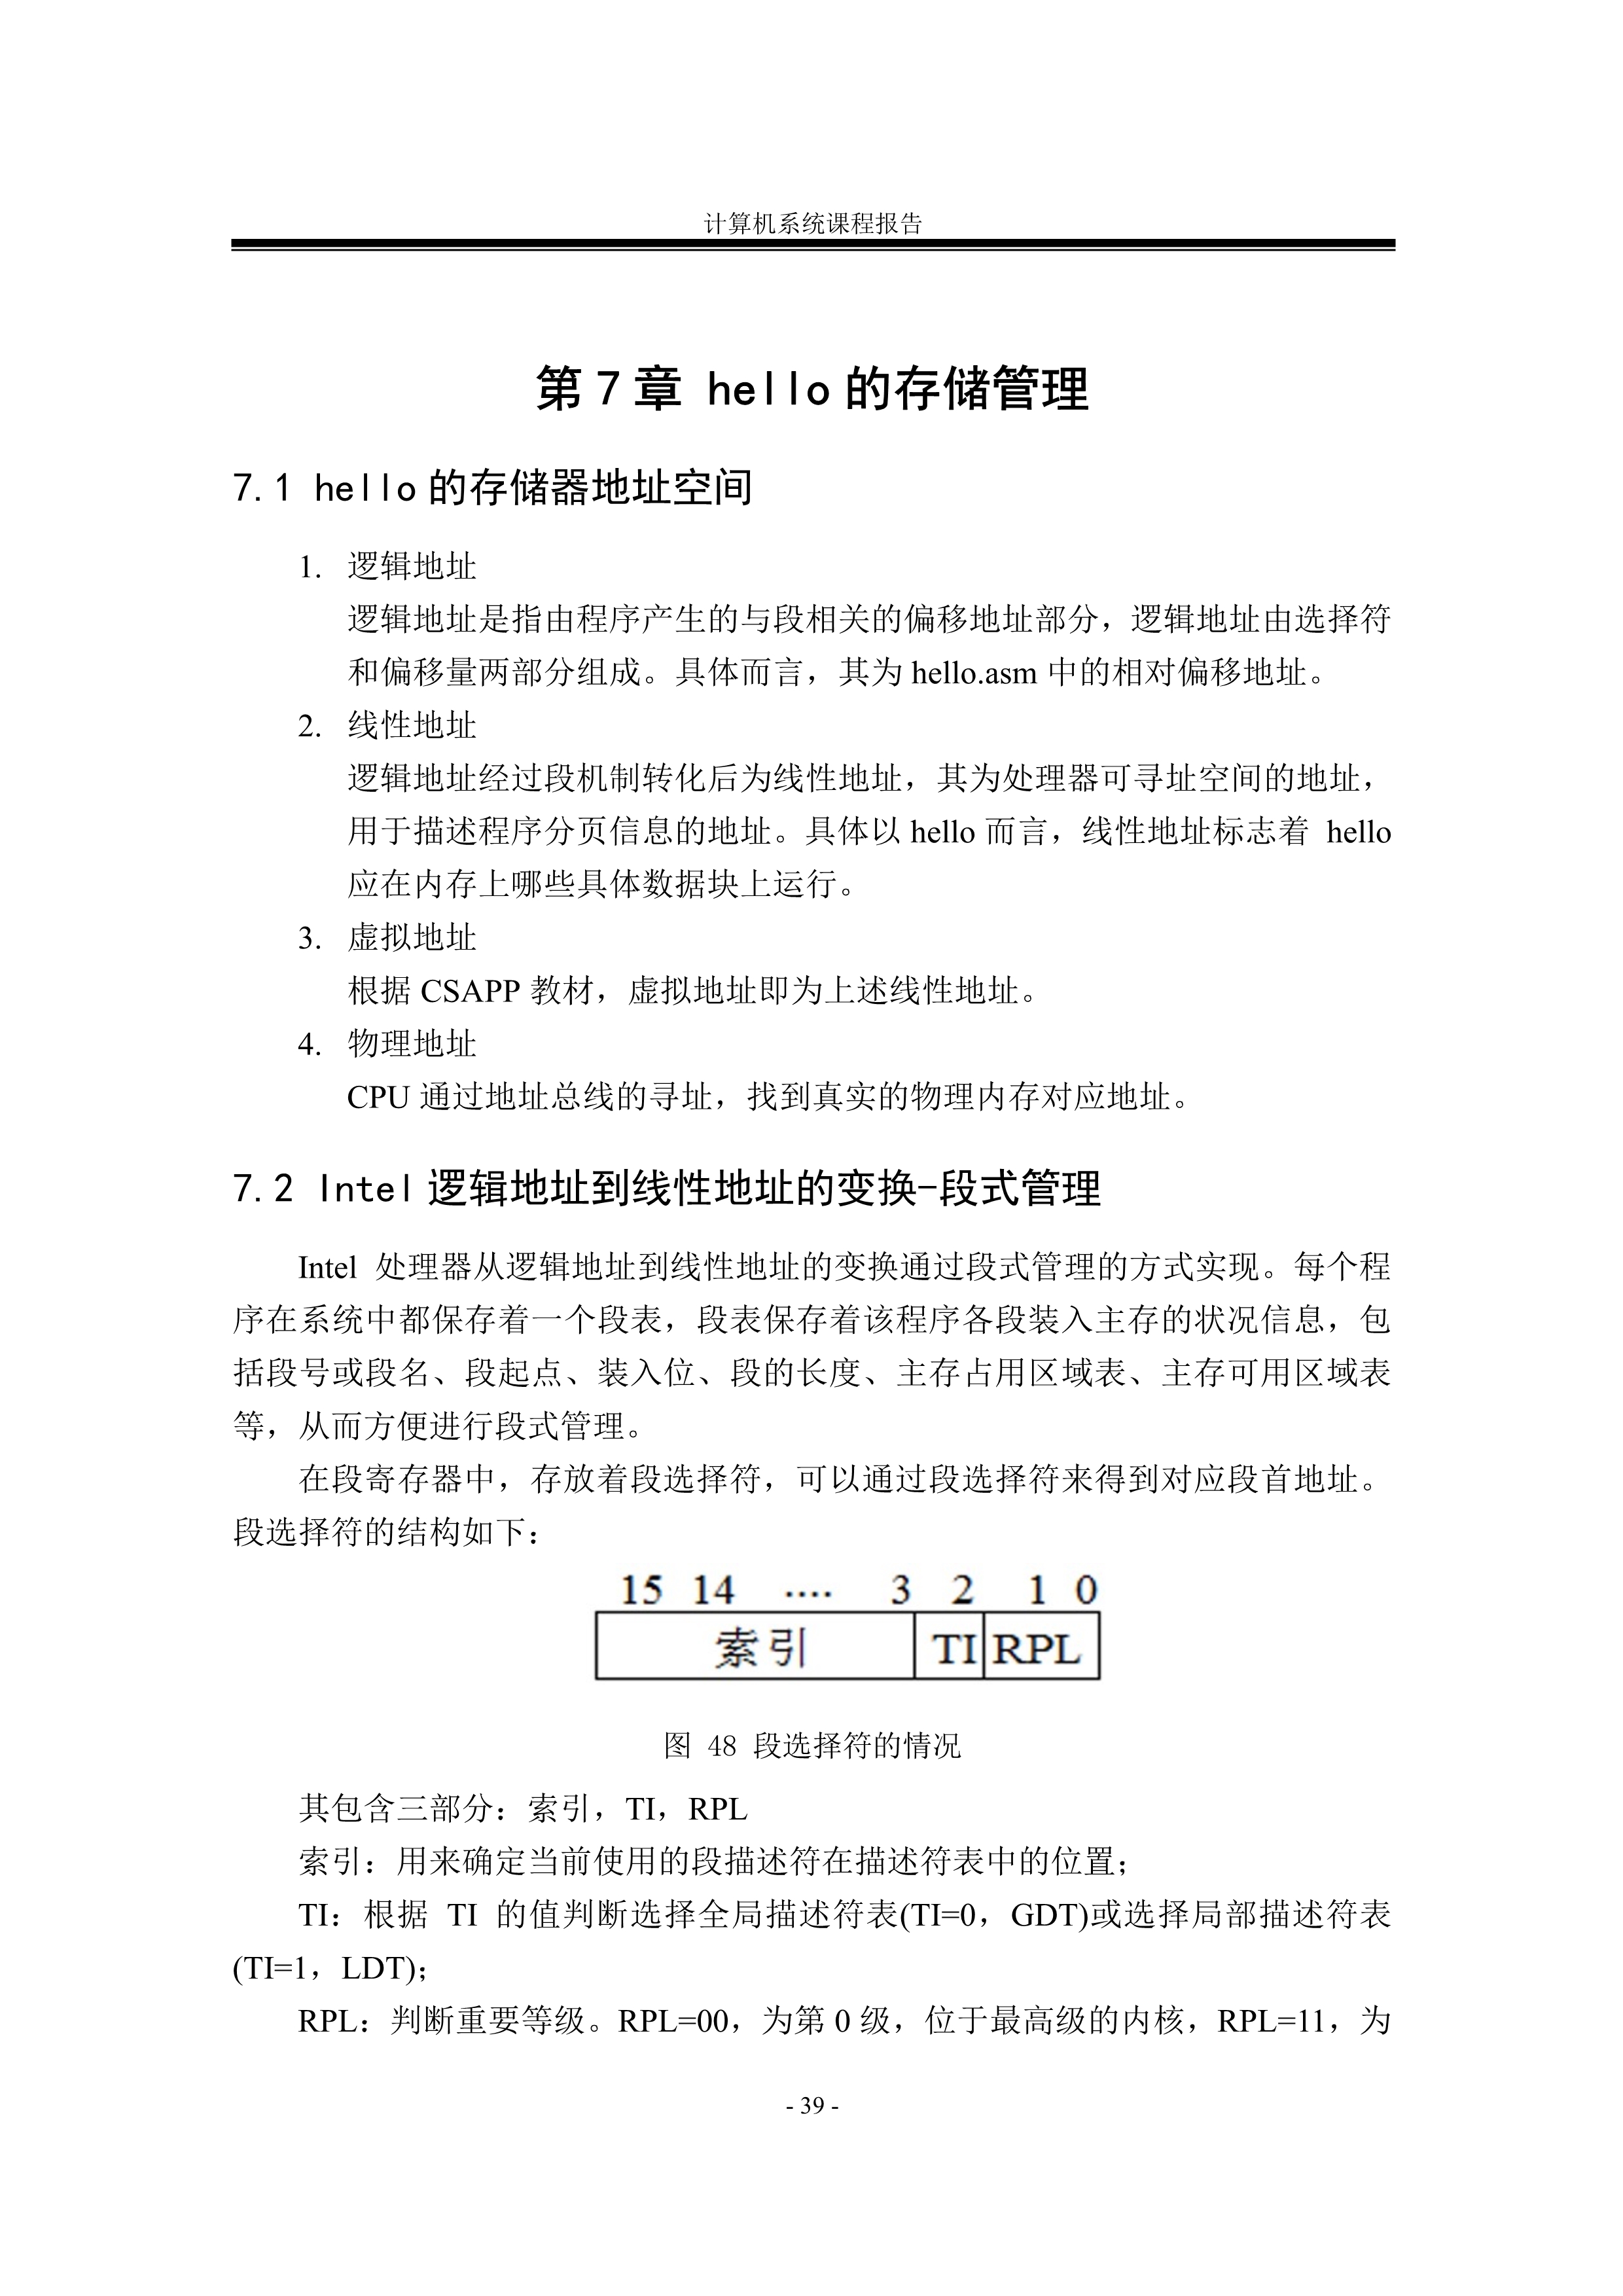 计算机系统课程报告
第 7 章 hello 的存储管理
7.1 hello 的存储器地址空间
1. 逻辑地址
逻辑地址是指由程序产生的与段相关的偏移地址部分，逻辑地址由选择符
和偏移量两部分组成。具体而言，其为 hello.asm 中的相对偏移地址。
2. 线性地址
逻辑地址经过段机制转化后为线性地址，其为处理器可寻址空间的地址，
用于描述程序分页信息的地址。具体以 hello 而言，线性地址标志着 hello
应在内存上哪些具体数据块上运行。
3. 虚拟地址
根据 CSAPP 教材，虚拟地址即为上述线性地址。
4. 物理地址
CPU 通过地址总线的寻址，找到真实的物理内存对应地址。
7.2 Intel 逻辑地址到线性地址的变换-段式管理
Intel 处理器从逻辑地址到线性地址的变换通过段式管理的方式实现。每个程
序在系统中都保存着一个段表，段表保存着该程序各段装入主存的状况信息，包
括段号或段名、段起点、装入位、段的长度、主存占用区域表、主存可用区域表
等，从而方便进行段式管理。
在段寄存器中，存放着段选择符，可以通过段选择符来得到对应段首地址。
段选择符的结构如下：
15 14 .... 3 2 1 0
索引 TI RPL
图 48 段选择符的情况
其包含三部分：索引，TI，RPL
索引：用来确定当前使用的段描述符在描述符表中的位置；
TI：根据 TI 的值判断选择全局描述符表(TI=0，GDT)或选择局部描述符表
(TI=1，LDT)；
RPL：判断重要等级。RPL=00，为第 0 级，位于最高级的内核，RPL=11，为
- 39 -